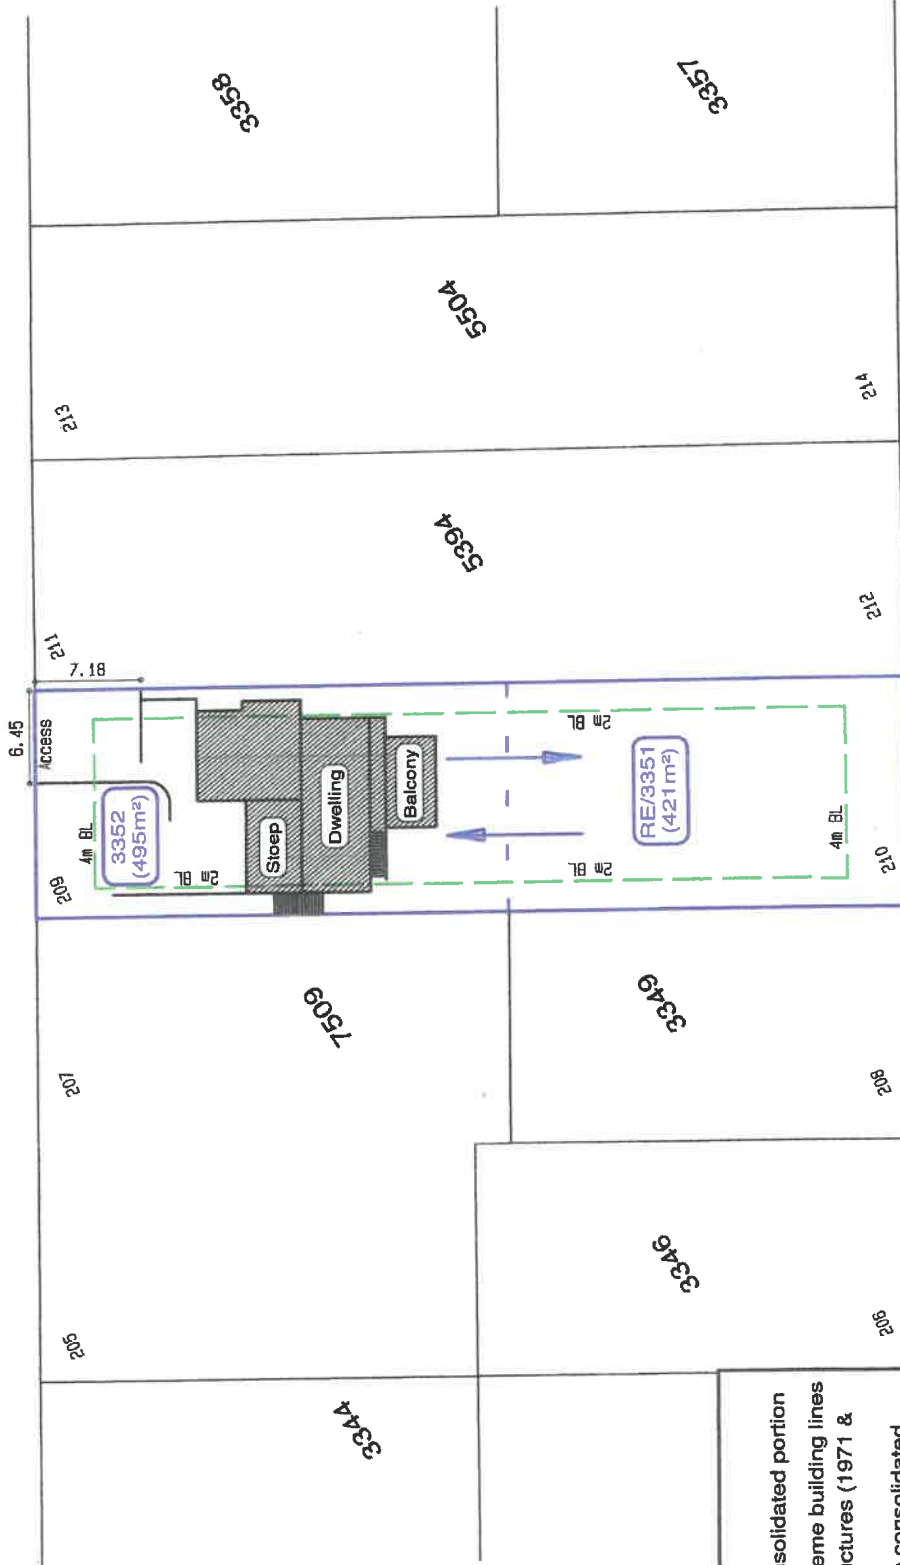 3358
3357
5504
213
214
5394
211
212
7.18
6.45
Access
4m BL
3352
(495m²)
209
2m BL
2m BL
Stoep
Dwelling
Balcony
2m BL
RE/3351
(421m²)
4m BL
210
7509
207
3349
208
3346
205
206
3344
solidated portion
eme building lines
ctures (1971 &
consolidated